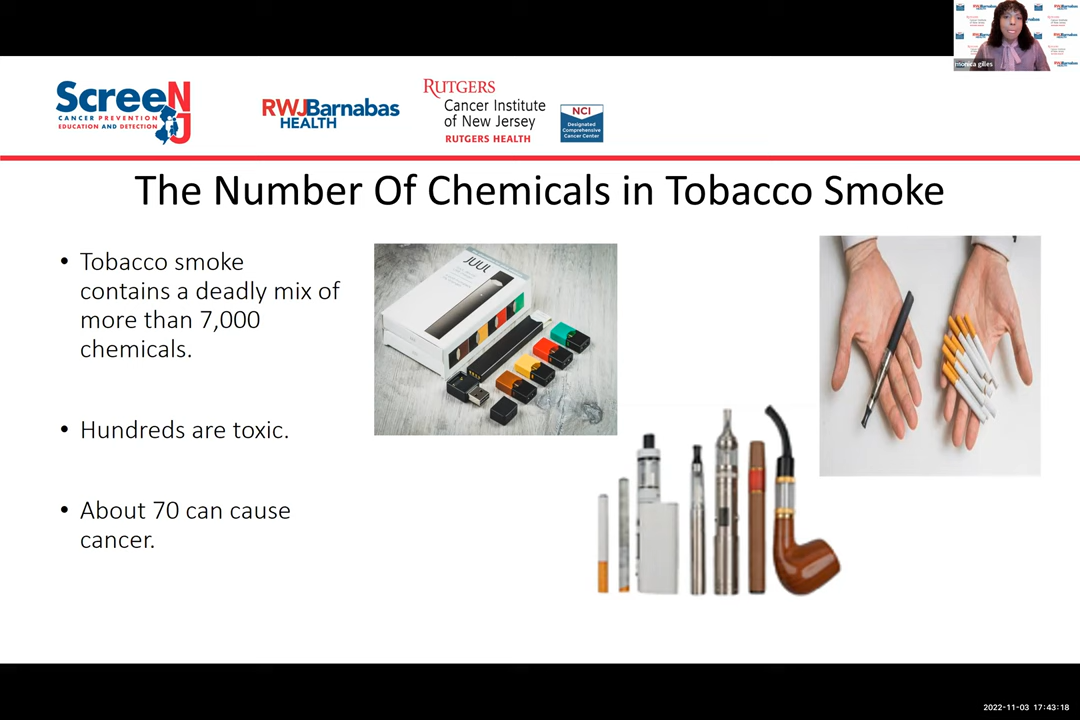 ScreeNJ
CANCER PREVENTION
EDUCATION AND DETECTION
RWJBarnabas
HEALTH
RUTGERS
Cancer Institute
of New Jersey
RUTGERS HEALTH
NCI
Designated
Comprehensive
Cancer Center
monica gilles
The Number Of Chemicals in Tobacco Smoke
• Tobacco smoke
contains a deadly mix of
more than 7,000
chemicals.
• Hundreds are toxic.
• About 70 can cause
cancer.
JUUL
2022-11-03 17:43:18